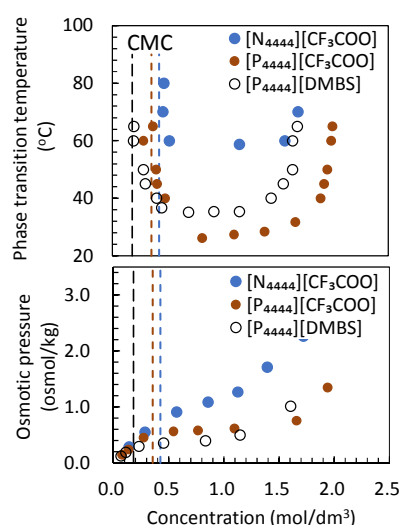 CMC
[N₄₄₄₄][CF₃COO]
[P₄₄₄₄][CF₃COO]
[P₄₄₄₄][DMBS]
100
80
60
40
20
Phase transition temperature
(°C)
[N₄₄₄₄][CF₃COO]
[P₄₄₄₄][CF₃COO]
[P₄₄₄₄][DMBS]
3.0
2.0
1.0
0.0
Osmotic pressure
(osmol/kg)
0.0 0.5 1.0 1.5 2.0 2.5
Concentration (mol/dm³)